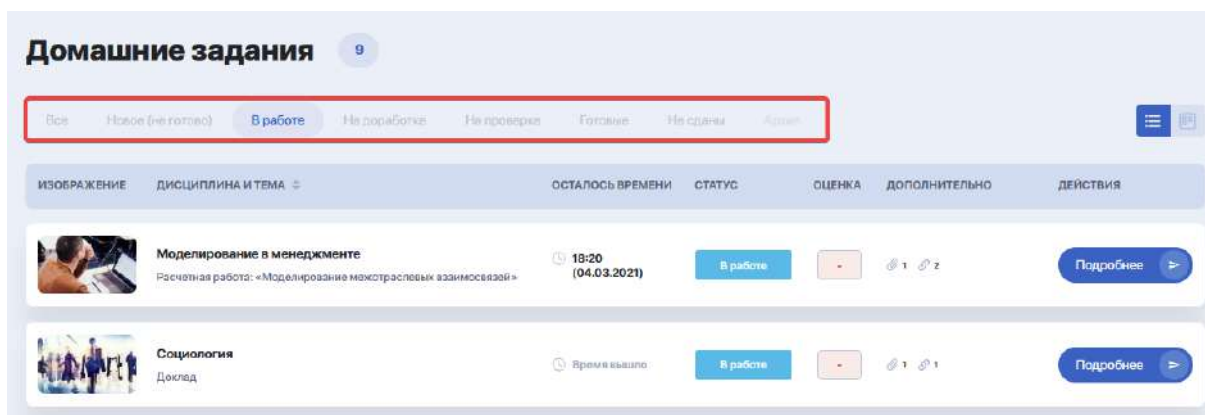 Домашние задания 9
Все Новое (не готово) В работе На доработке На проверке Готовые Не сданы Архив
ИЗОБРАЖЕНИЕ ДИСЦИПЛИНА И ТЕМА ОСТАЛОСЬ ВРЕМЕНИ СТАТУС ОЦЕНКА ДОПОЛНИТЕЛЬНО ДЕЙСТВИЯ
Моделирование в менеджменте
Расчетная работа: «Моделирование межотраслевых взаимосвязей»
18:20
(04.03.2021)
В работе - 1 2 Подробнее
Социология
Доклад
Время вышло В работе - 1 1 Подробнее